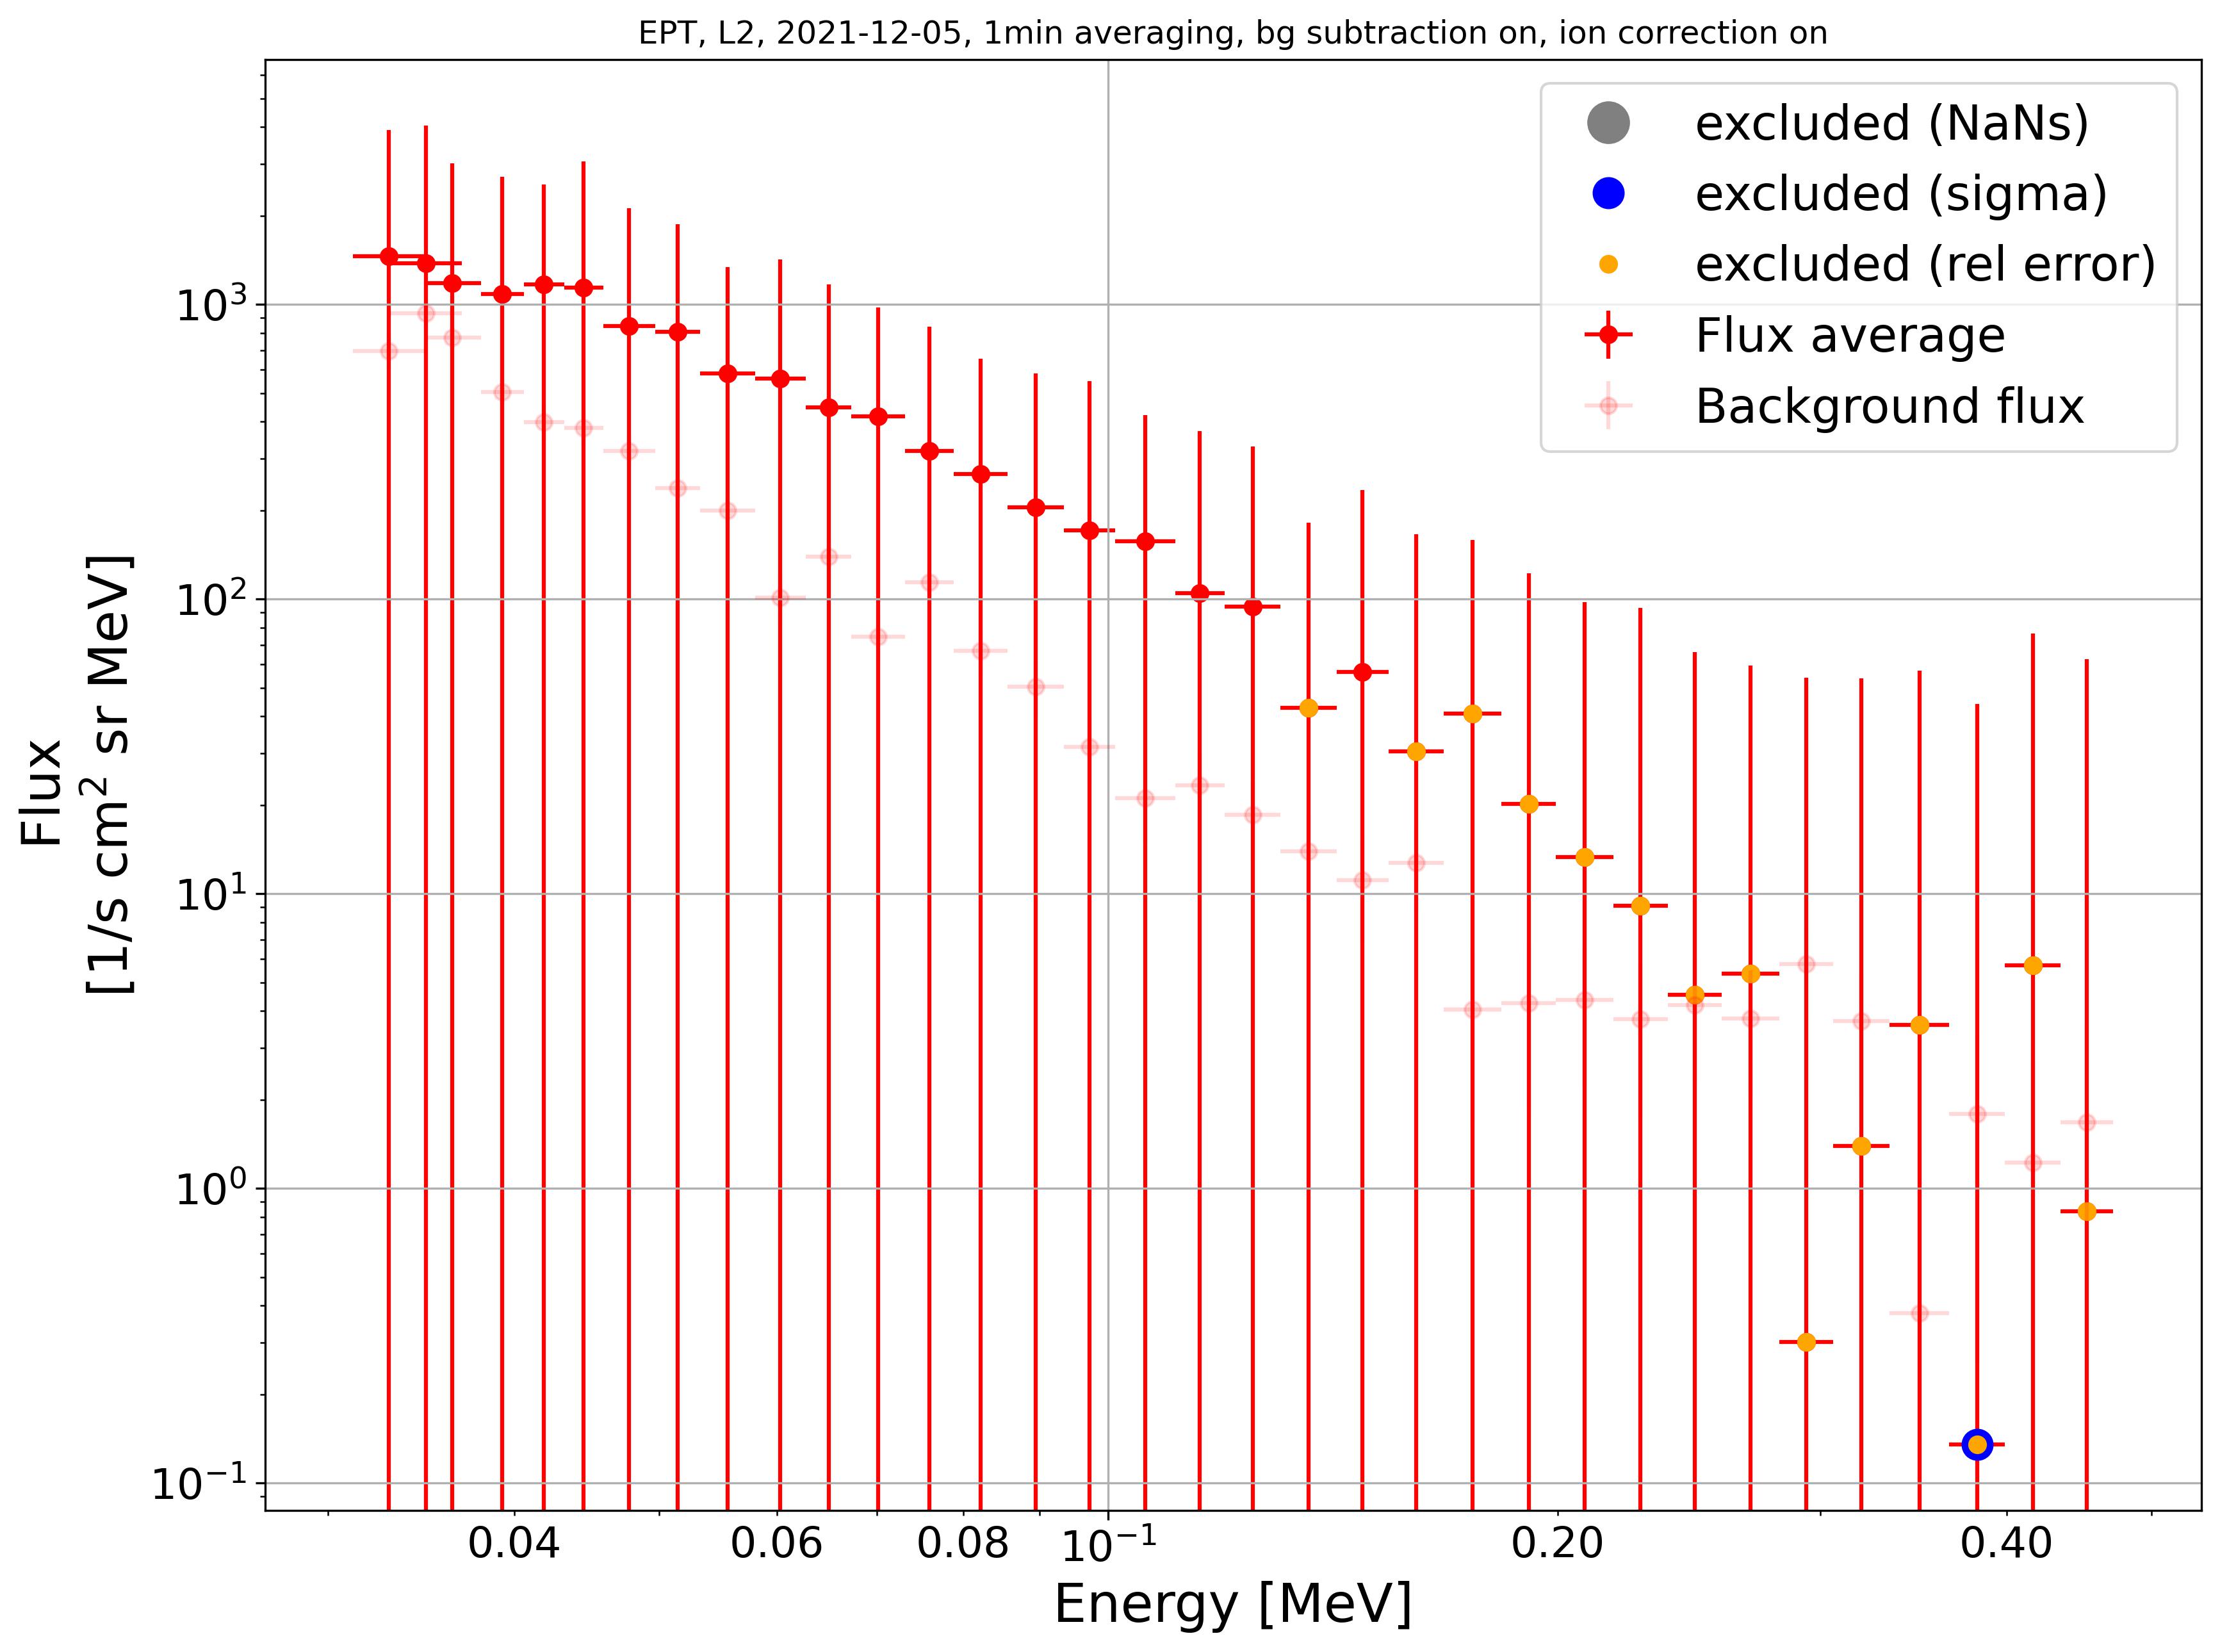 EPT, L2, 2021-12-05, 1min averaging, bg subtraction on, ion correction on
excluded (NaNs)
excluded (sigma)
excluded (rel error)
Flux average
Background flux
10³
10²
10¹
10⁰
10⁻¹
Flux
[1/s cm² sr MeV]
0.04 0.06 0.08 10⁻¹ 0.20 0.40
Energy [MeV]